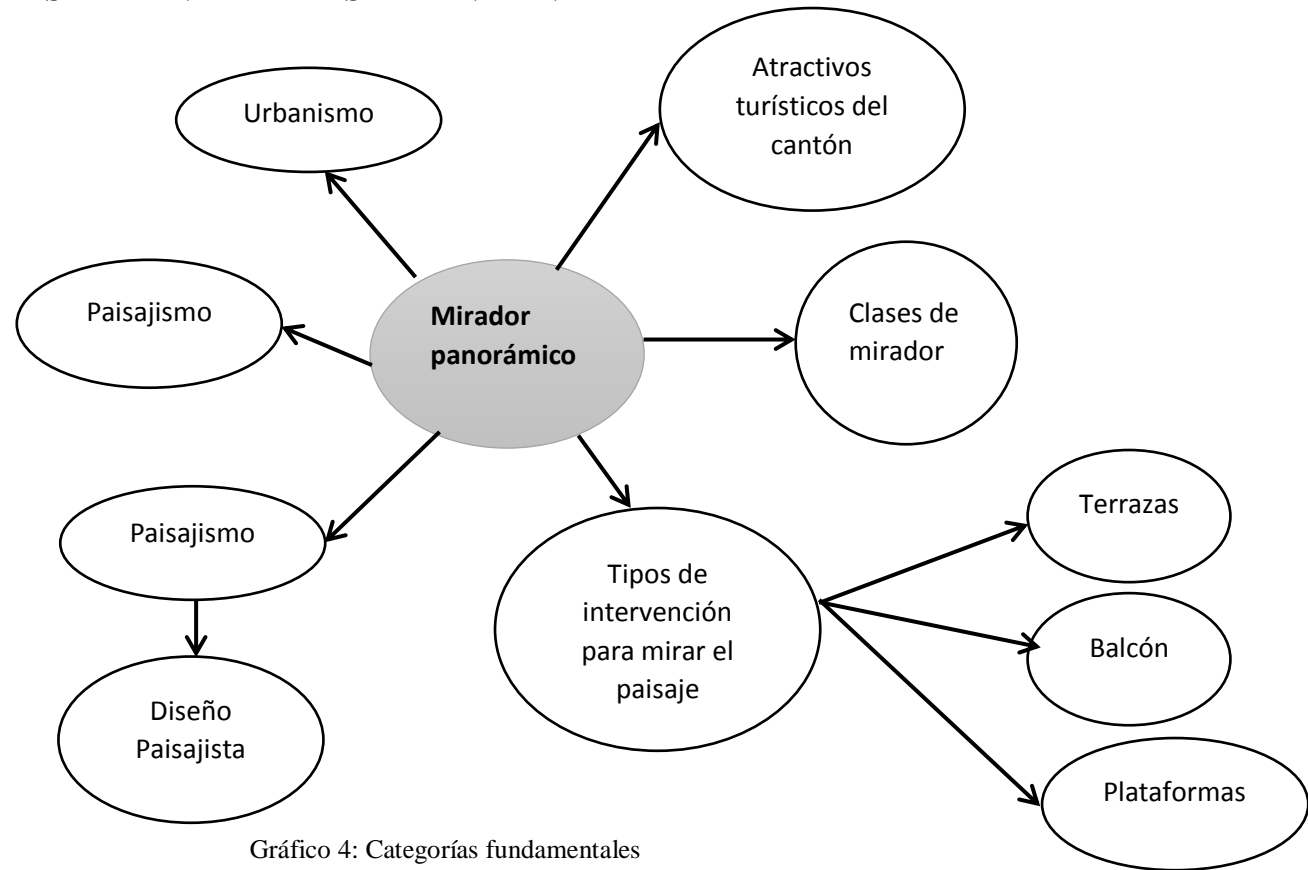 Urbanismo
Atractivos
turísticos del
cantón
Paisajismo
Mirador
panorámico
Clases de
mirador
Paisajismo
Diseño
Paisajista
Tipos de
intervención
para mirar el
paisaje
Terrazas
Balcón
Plataformas
Gráfico 4: Categorías fundamentales